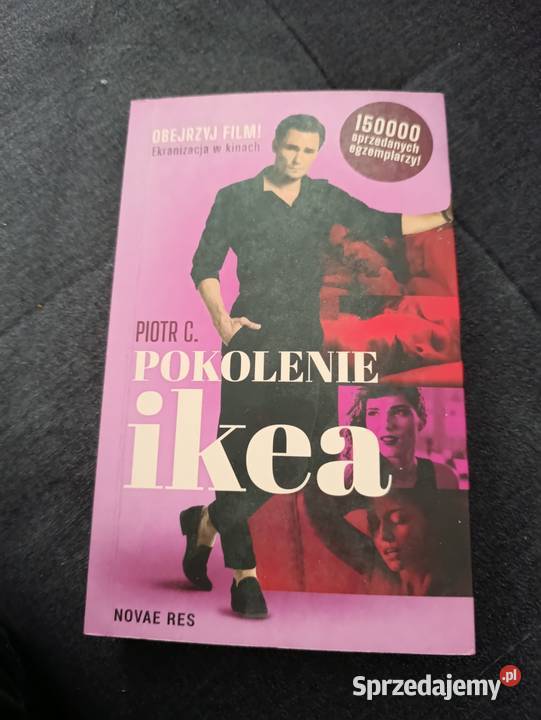 OBEJRZYJ FILM!
Ekranizacja w kinach
150000
sprzedanych
egzemplarzy!
PIOTR C.
POKOLENIE
ikea
NOVAE RES
Sprzedajemy.pl